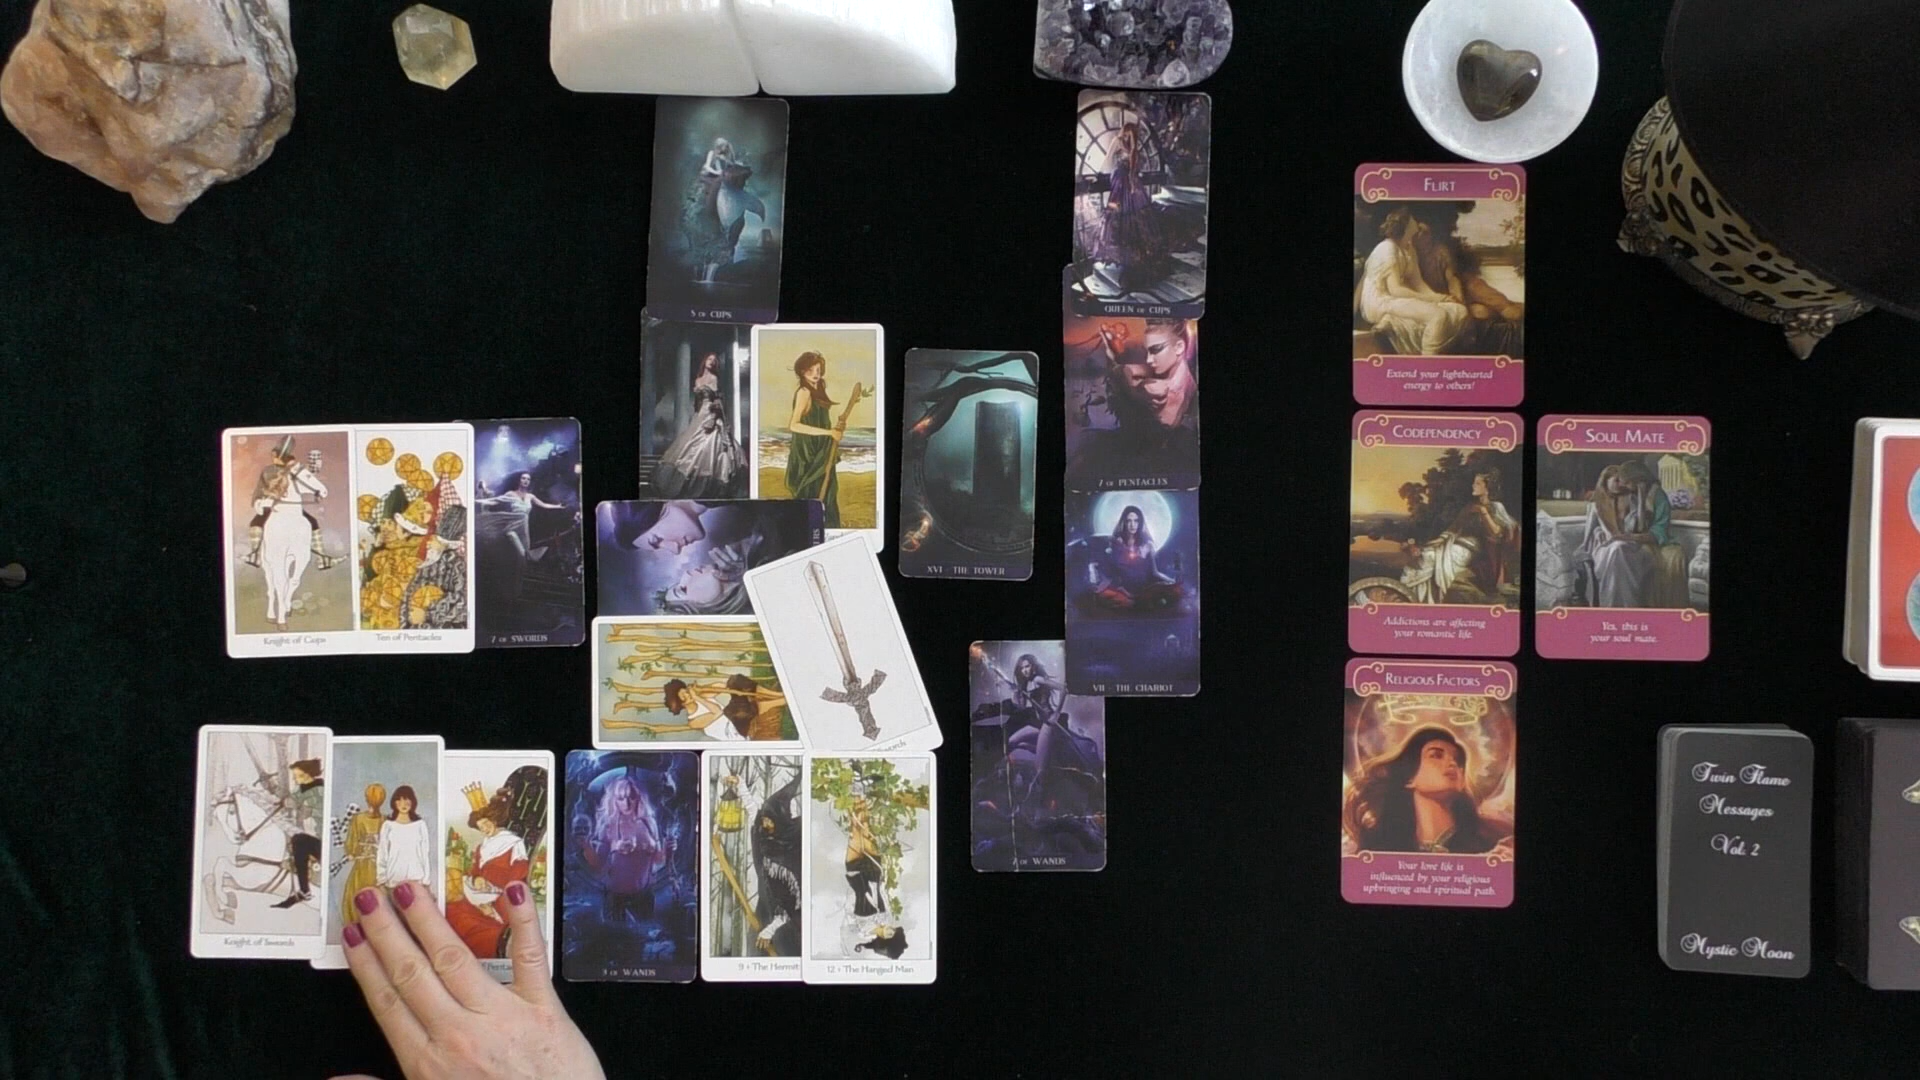 5 OF CUPS
QUEEN OF CUPS
FLIRT
Extend your lighthearted
energy to others!
7 OF PENTACLES
XVI - THE TOWER
CODEPENDENCY
Addictions are affecting
your romantic life.
SOUL MATE
Yes, this is
your soul mate.
Knight of Cups
Ten of Pentacles
7 OF SWORDS
VII - THE CHARIOT
RELIGIOUS FACTORS
Your love life is
influenced by your religious
upbringing and spiritual path.
Knight of Swords
3 OF WANDS
9 • The Hermit
12 • The Hanged Man
7 OF WANDS
Twin Flame
Messages
Vol. 2
Mystic Moon